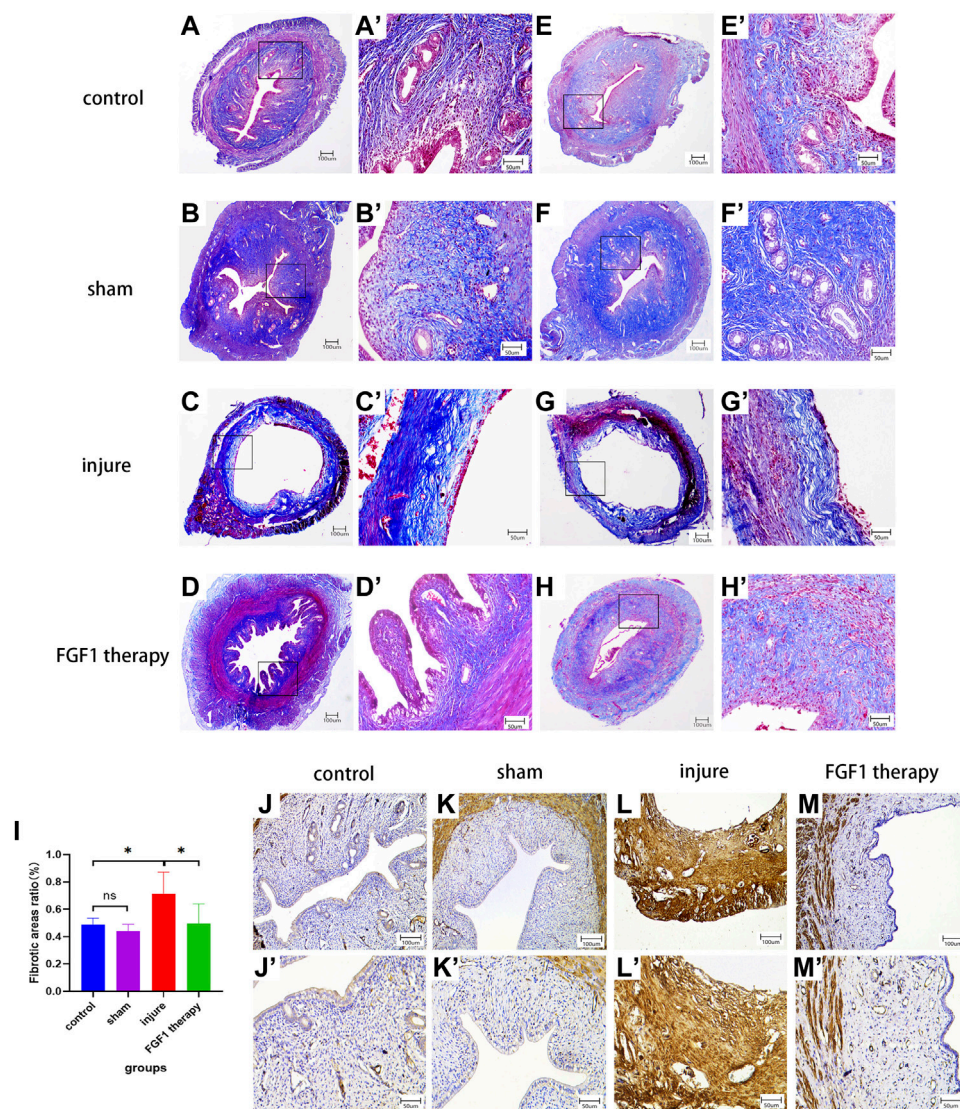 A A' E E'
control
100um 50um 100um 50um
B B' F F'
sham
100um 50um 100um 50um
C C' G G'
injure
100um 50um 100um 50um
D D' H H'
FGF1 therapy
100um 50um 100um 50um
control sham injure FGF1 therapy
J K L M
100um 100um 100um 100um
J' K' L' M'
50um 50um 50um 50um
I
* *
ns
Fibrotic areas ratio(%)
1.0
0.8
0.6
0.4
0.2
0.0
control sham injure FGF1 therapy
groups